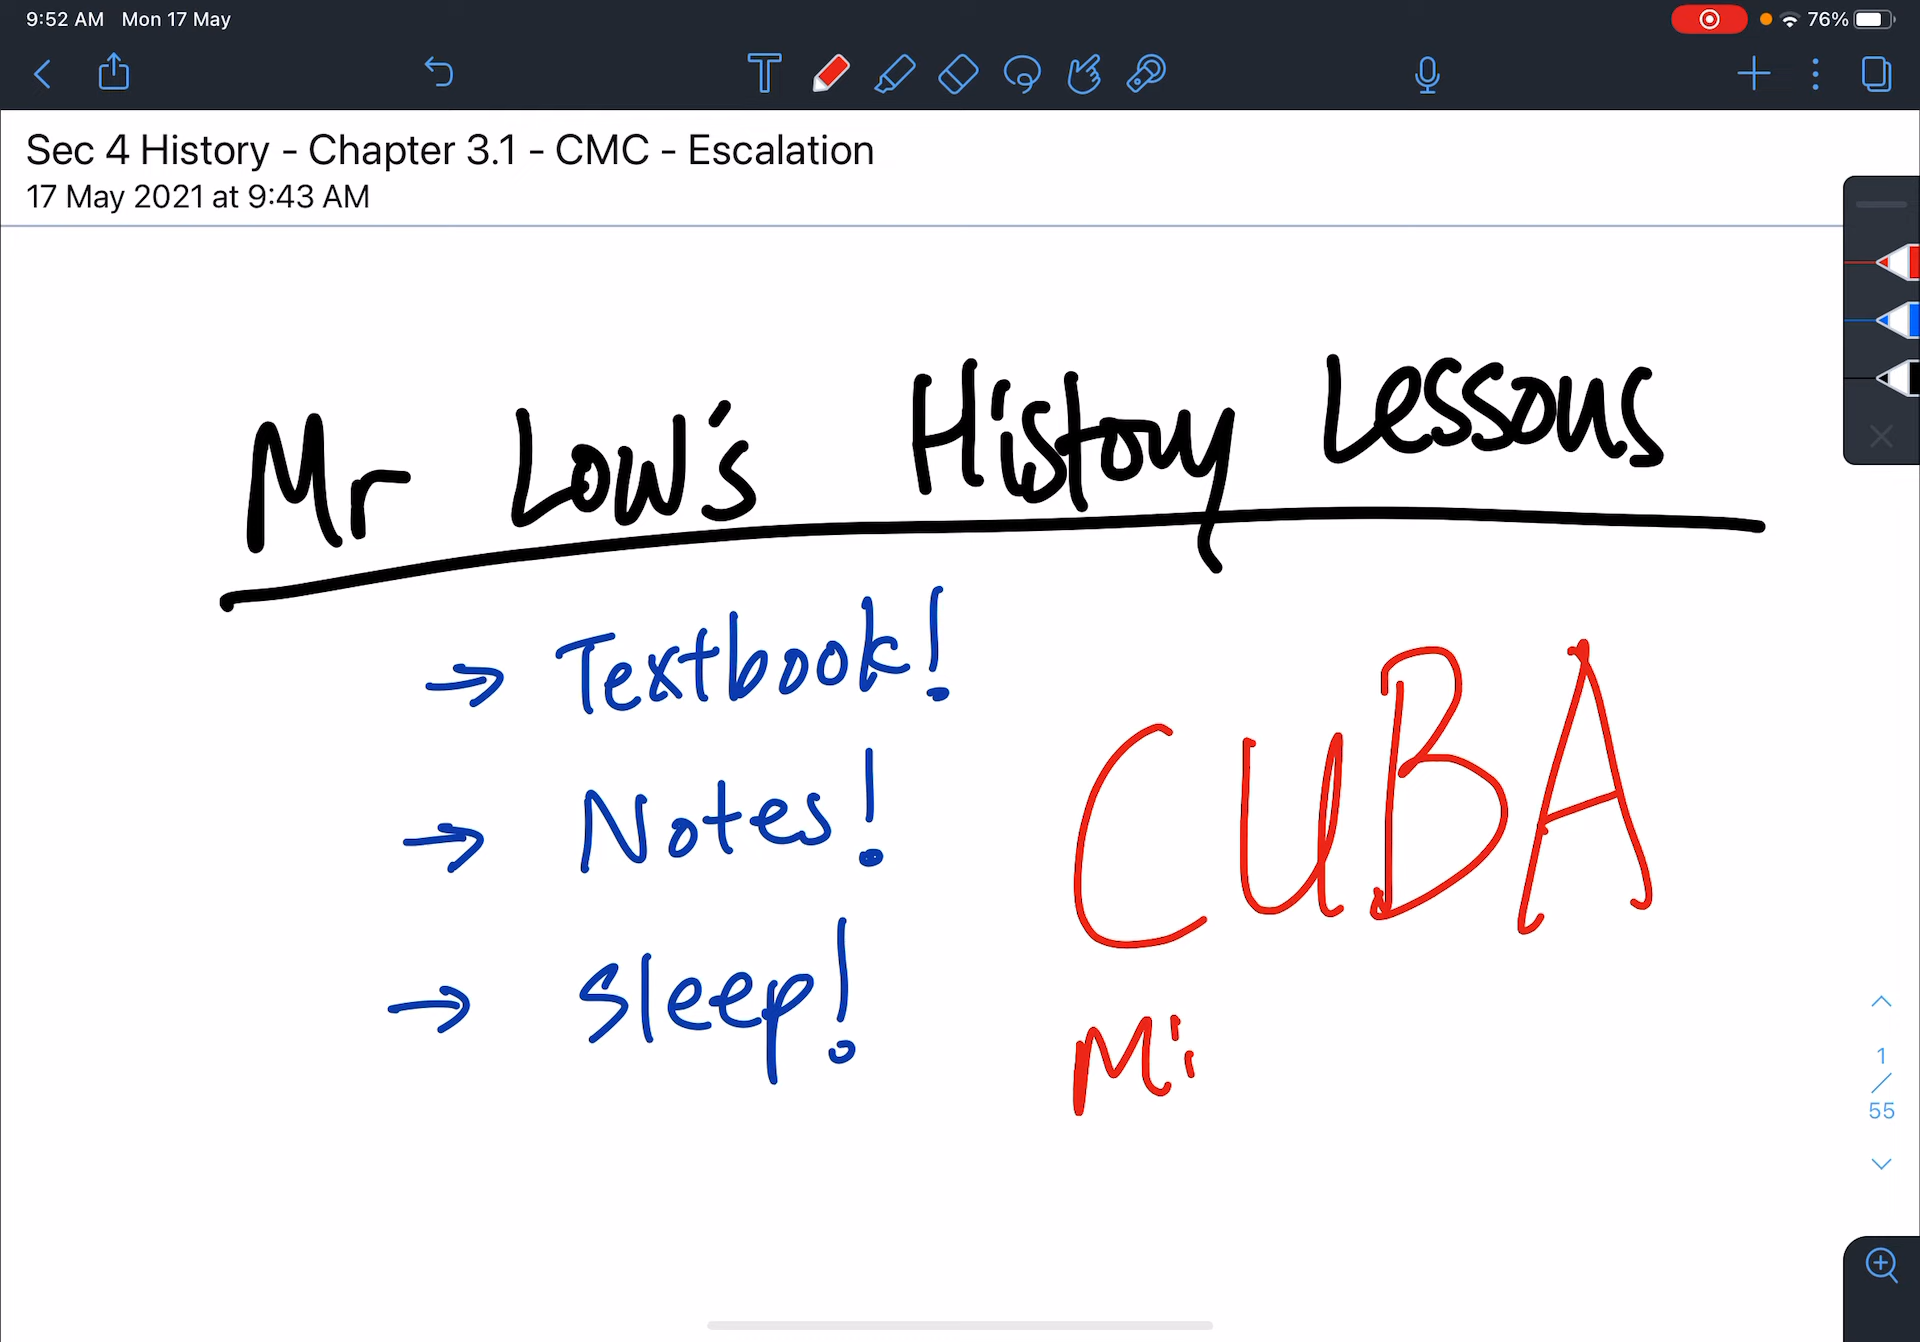 9:52 AM Mon 17 May 76%
Sec 4 History - Chapter 3.1 - CMC - Escalation
17 May 2021 at 9:43 AM
Mr Low's History Lessons
→ Textbook!
→ Notes!
→ Sleep!
CUBA
Mi
1
/
55